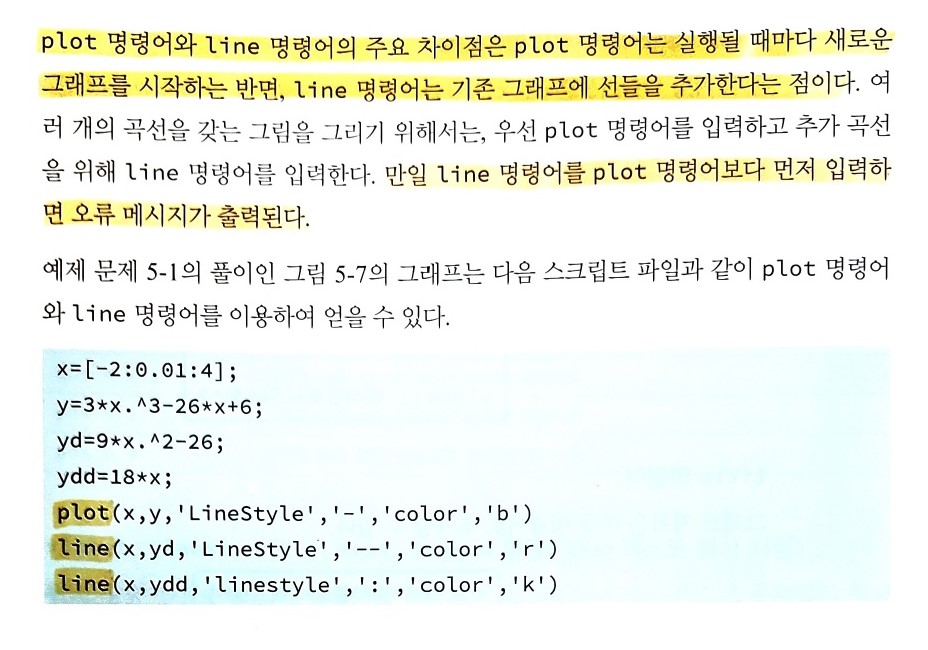 plot 명령어와 line 명령어의 주요 차이점은 plot 명령어는 실행될 때마다 새로운
그래프를 시작하는 반면, line 명령어는 기존 그래프에 선들을 추가한다는 점이다. 여
러 개의 곡선을 갖는 그림을 그리기 위해서는, 우선 plot 명령어를 입력하고 추가 곡선
을 위해 line 명령어를 입력한다. 만일 line 명령어를 plot 명령어보다 먼저 입력하
면 오류 메시지가 출력된다.
예제 문제 5-1의 풀이인 그림 5-7의 그래프는 다음 스크립트 파일과 같이 plot 명령어
와 line 명령어를 이용하여 얻을 수 있다.
x=[-2:0.01:4];
y=3*x.^3-26*x+6;
yd=9*x.^2-26;
ydd=18*x;
plot(x,y,'LineStyle','-','color','b')
line(x,yd,'LineStyle','--','color','r')
line(x,ydd,'linestyle',':','color','k')